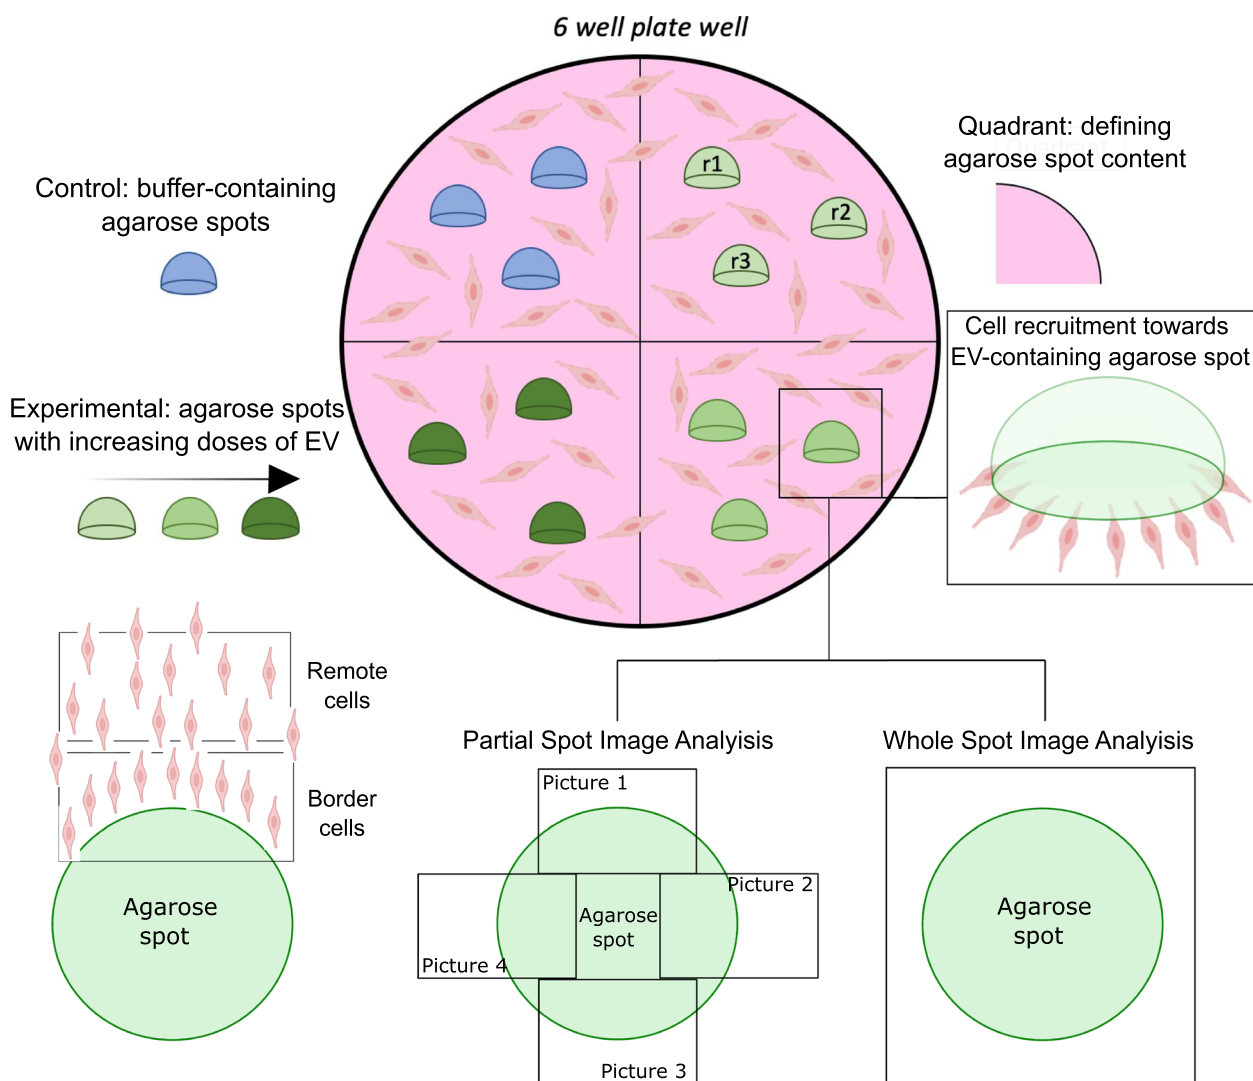 6 well plate well
Control: buffer-containing
agarose spots
Quadrant: defining
agarose spot content
r1
r2
r3
Cell recruitment towards
EV-containing agarose spot
Experimental: agarose spots
with increasing doses of EV
Remote
cells
Border
cells
Agarose
spot
Partial Spot Image Analyisis
Picture 1
Picture 2
Agarose
spot
Picture 4
Picture 3
Whole Spot Image Analyisis
Agarose
spot